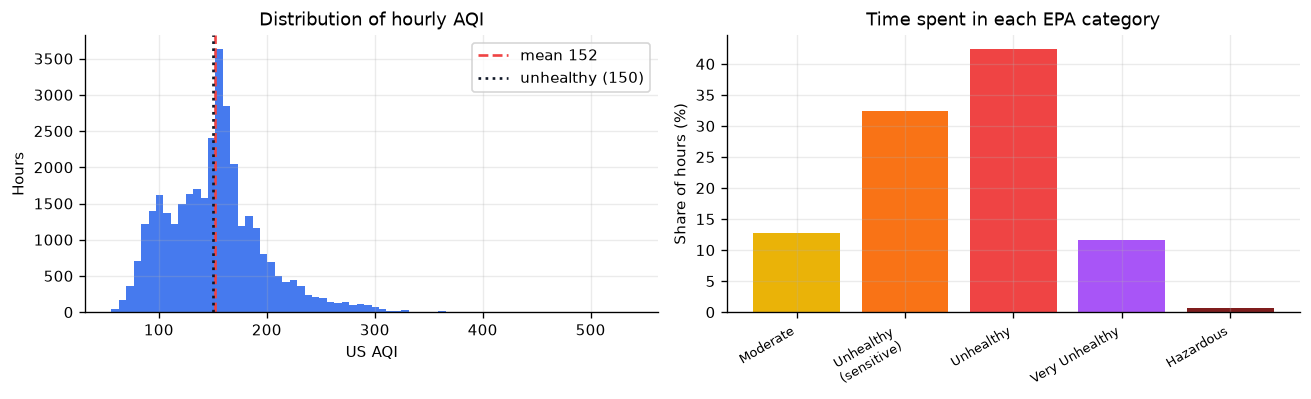 Distribution of hourly AQI
3500
3000
2500
2000
1500
1000
500
0
Hours
100
200
300
400
500
US AQI
mean 152
unhealthy (150)
Time spent in each EPA category
40
35
30
25
20
15
10
5
0
Share of hours (%)
Moderate
Unhealthy
(sensitive)
Unhealthy
Very Unhealthy
Hazardous